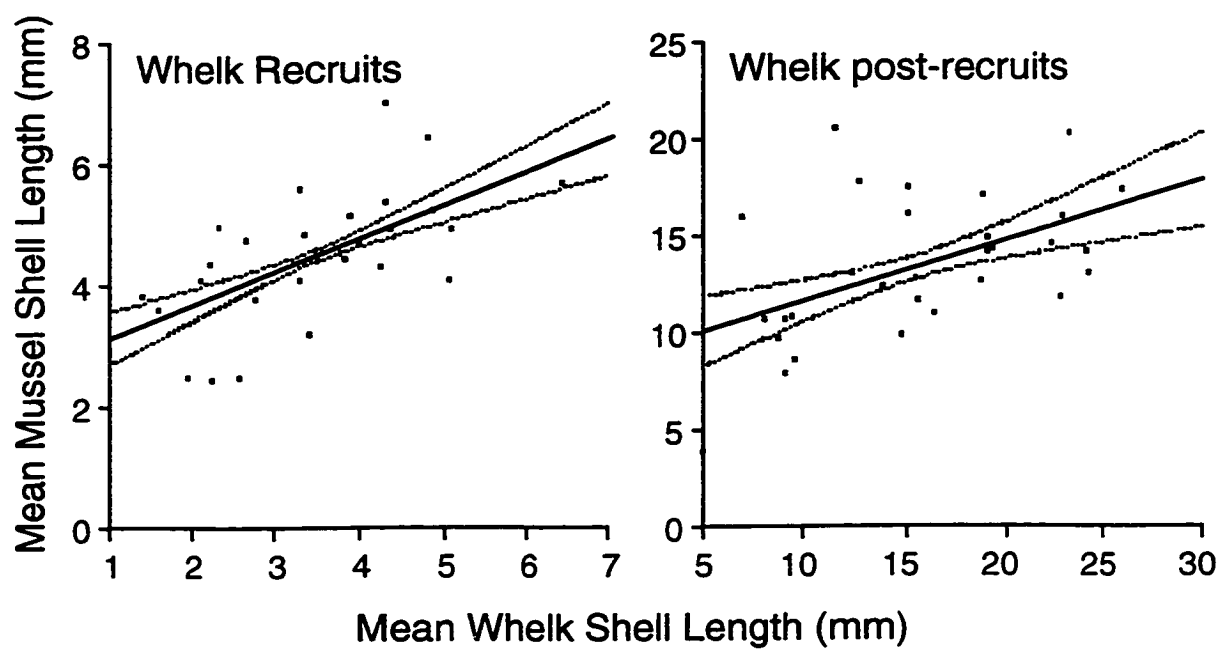 Whelk Recruits
Mean Mussel Shell Length (mm)
8
6
4
2
0
1 2 3 4 5 6 7
Whelk post-recruits
25
20
15
10
5
0
5 10 15 20 25 30
Mean Whelk Shell Length (mm)